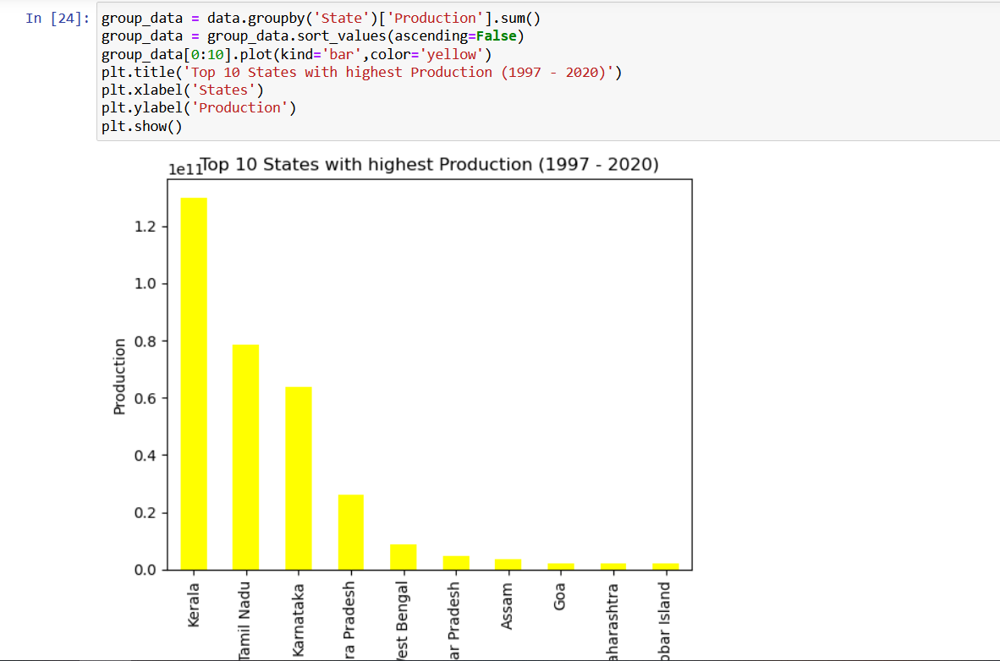 In [24]:
group_data = data.groupby('State')['Production'].sum()
group_data = group_data.sort_values(ascending=False)
group_data[0:10].plot(kind='bar',color='yellow')
plt.title('Top 10 States with highest Production (1997 - 2020)')
plt.xlabel('States')
plt.ylabel('Production')
plt.show()
1e11
Top 10 States with highest Production (1997 - 2020)
1.2
1.0
0.8
0.6
0.4
0.2
0.0
Production
Kerala
Tamil Nadu
Karnataka
ra Pradesh
est Bengal
ar Pradesh
Assam
Goa
aharashtra
obar Island